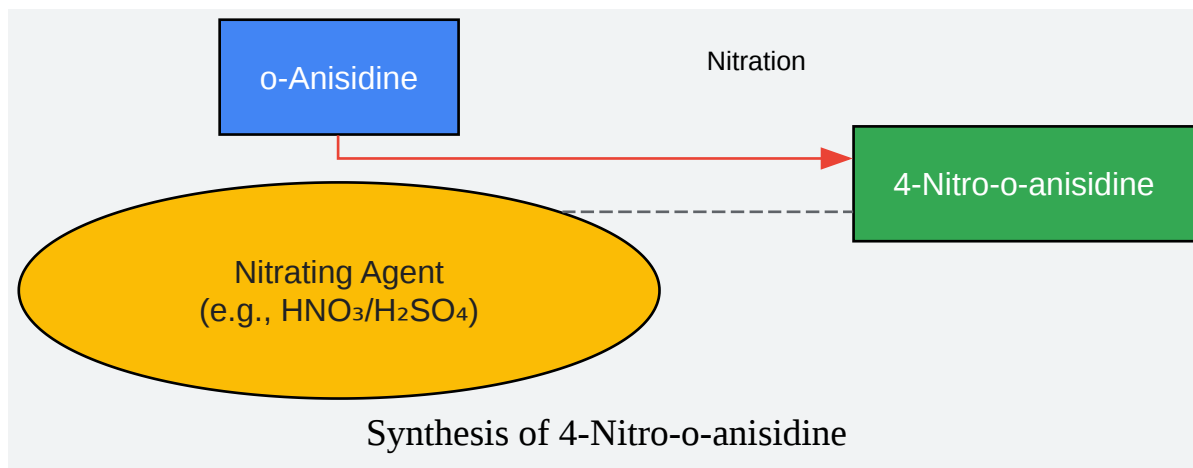 o-Anisidine
Nitration
4-Nitro-o-anisidine
Nitrating Agent
(e.g., HNO₃/H₂SO₄)
Synthesis of 4-Nitro-o-anisidine